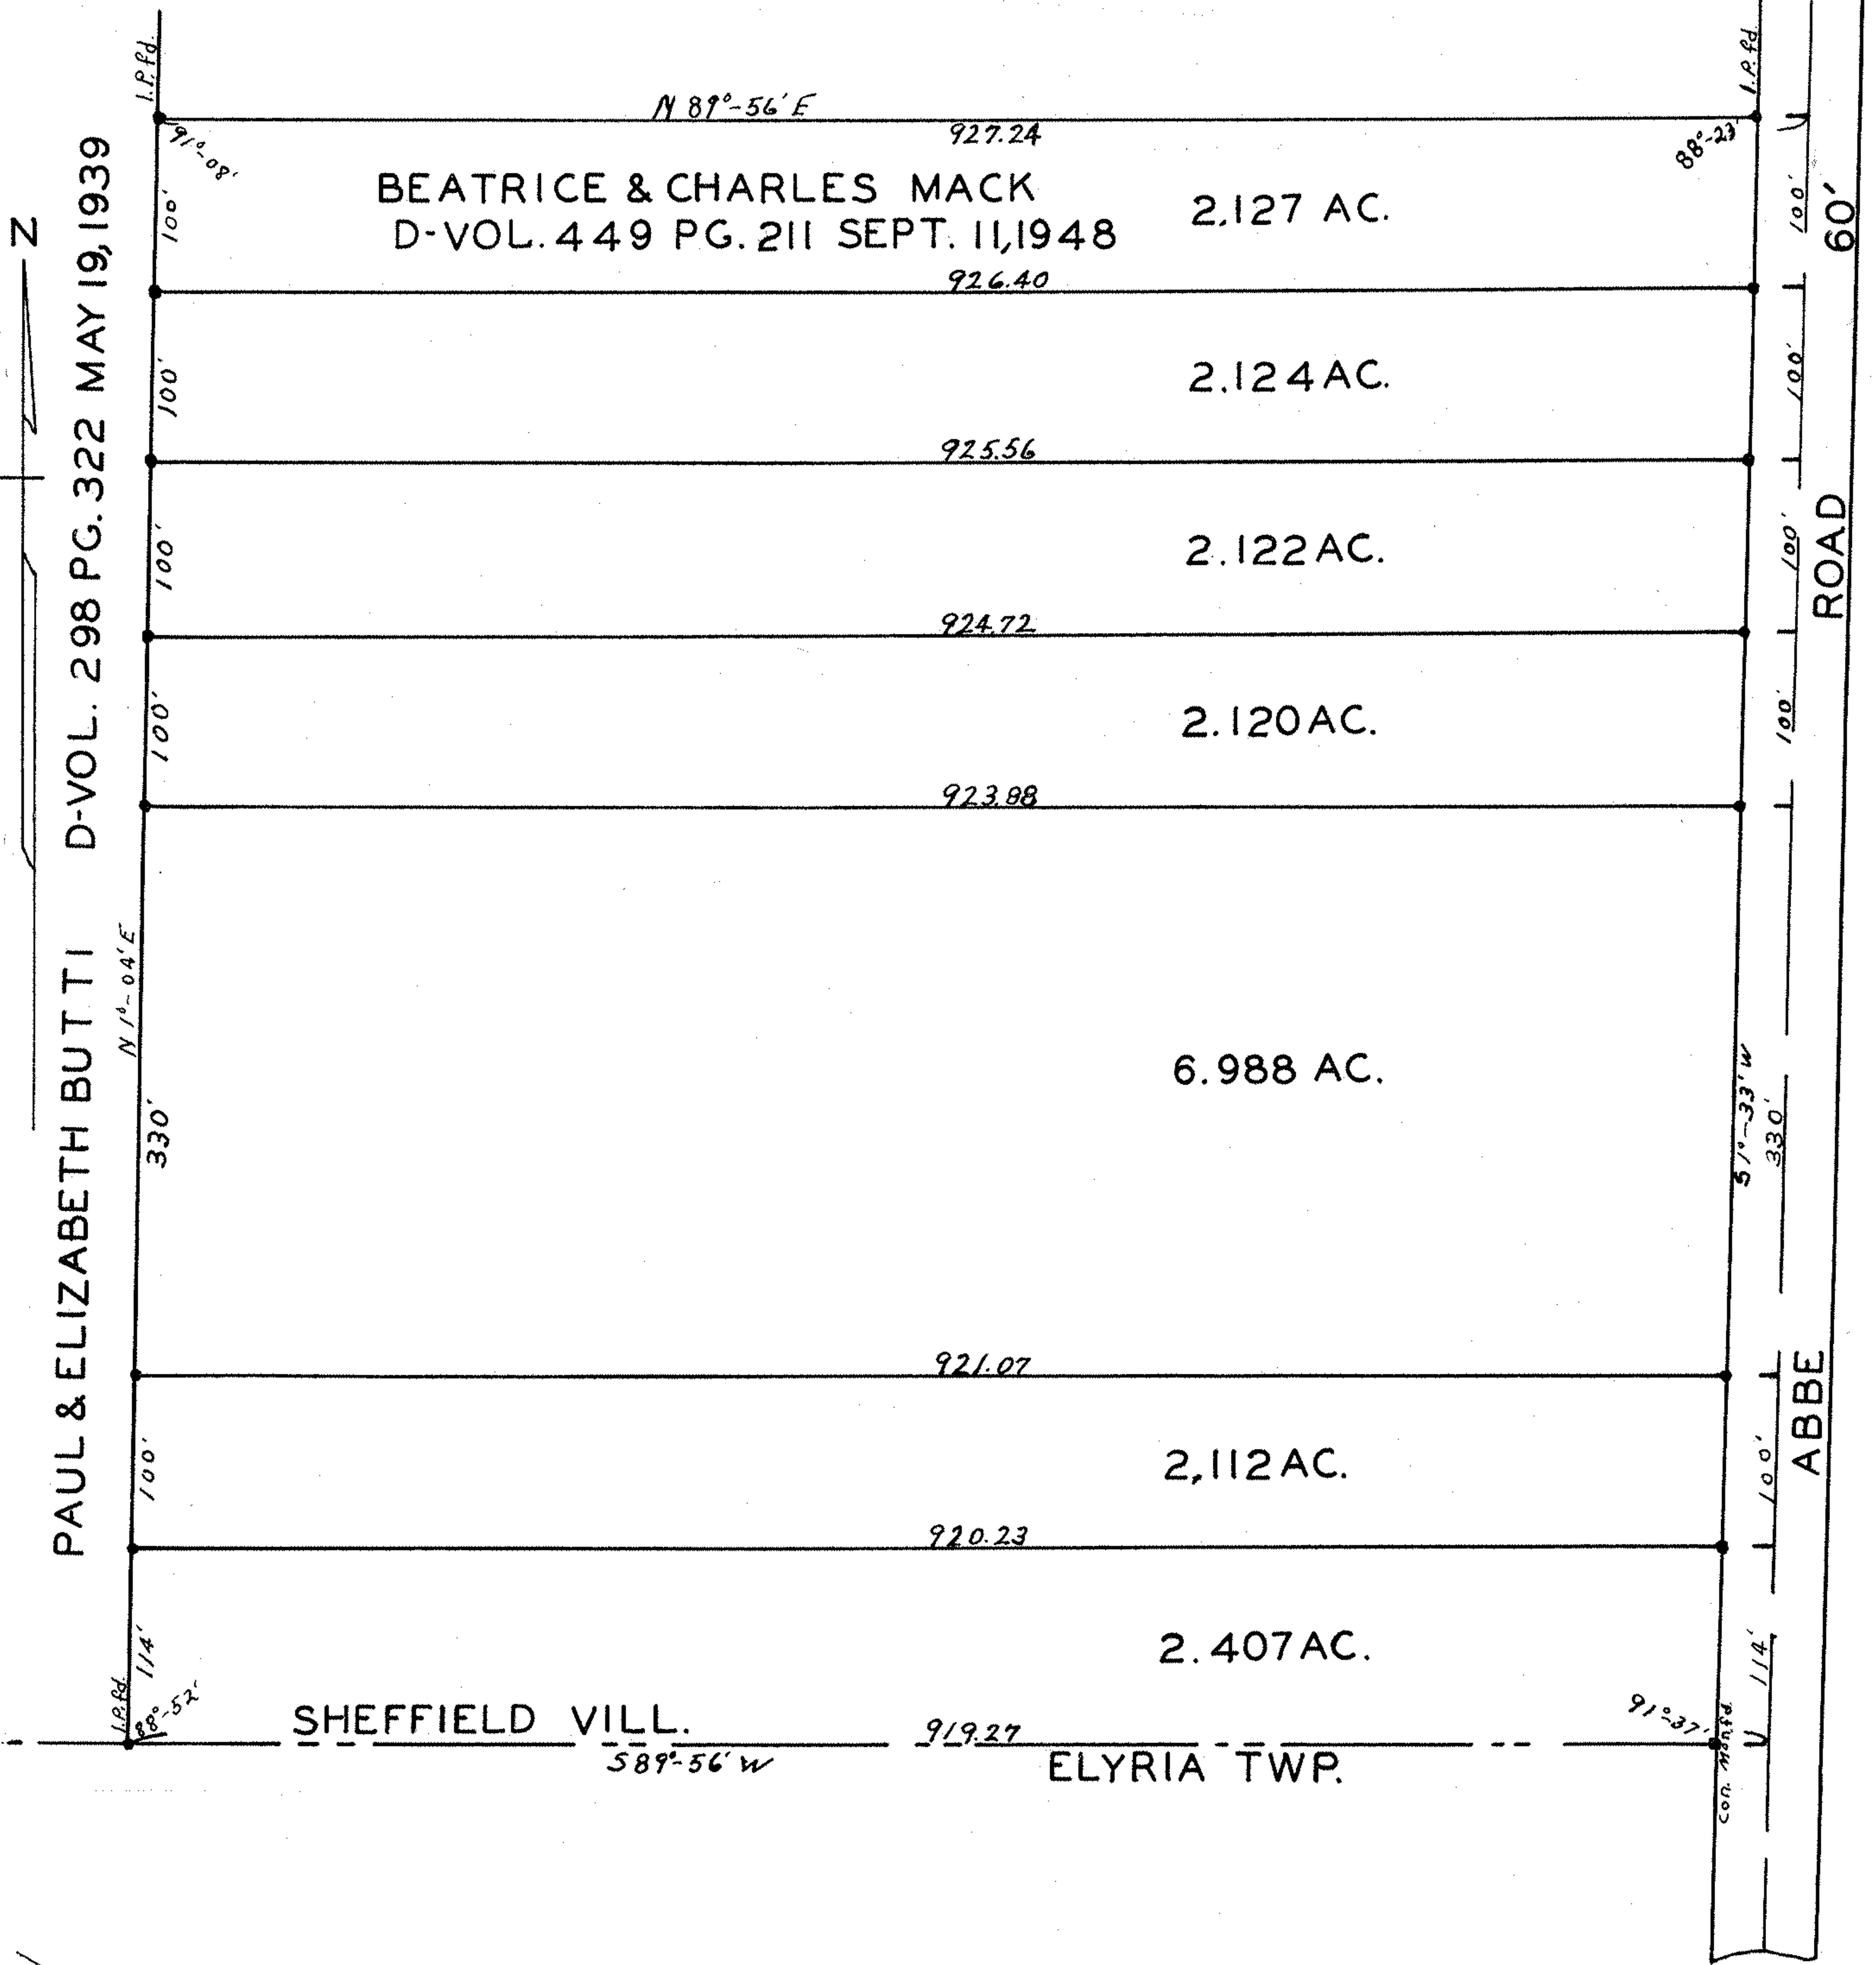 I.P. fd.
I.P. fd.
N 89°-56' E
927.24
91°-08'
88°-23'
BEATRICE & CHARLES MACK
D-VOL. 449 PG. 211 SEPT. 11, 1948
2.127 AC.
100'
100'
60'
N
926.40
100'
2.124 AC.
100'
925.56
100'
2.122 AC.
100'
924.72
100'
2.120 AC.
100'
923.88
PAUL & ELIZABETH BUTTI D-VOL. 298 PG. 322 MAY 19, 1939
N 1°-04' E
330'
6.988 AC.
S 1°-33' W
330'
ABBE ROAD
921.07
100'
2,112 AC.
100'
920.23
114'
2.407 AC.
114'
I.P. fd.
88°-52'
SHEFFIELD VILL.
919.27
91°-37'
Con. Mon. fd.
S 89°-56' W
ELYRIA TWP.